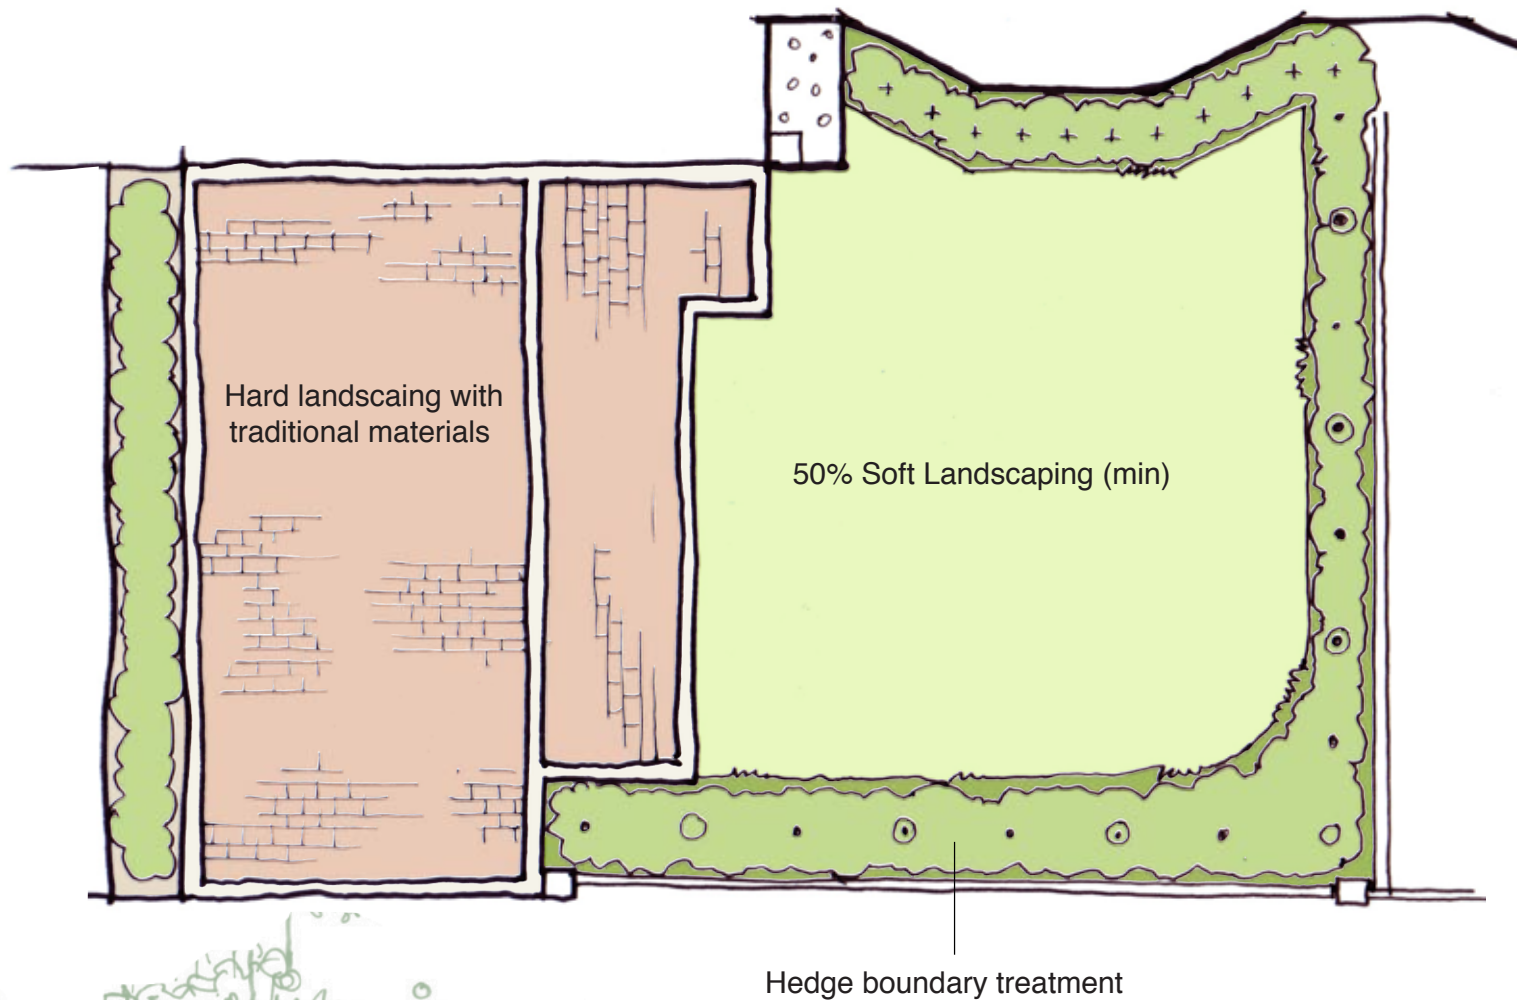 Hard landscaing with
traditional materials
50% Soft Landscaping (min)
Hedge boundary treatment